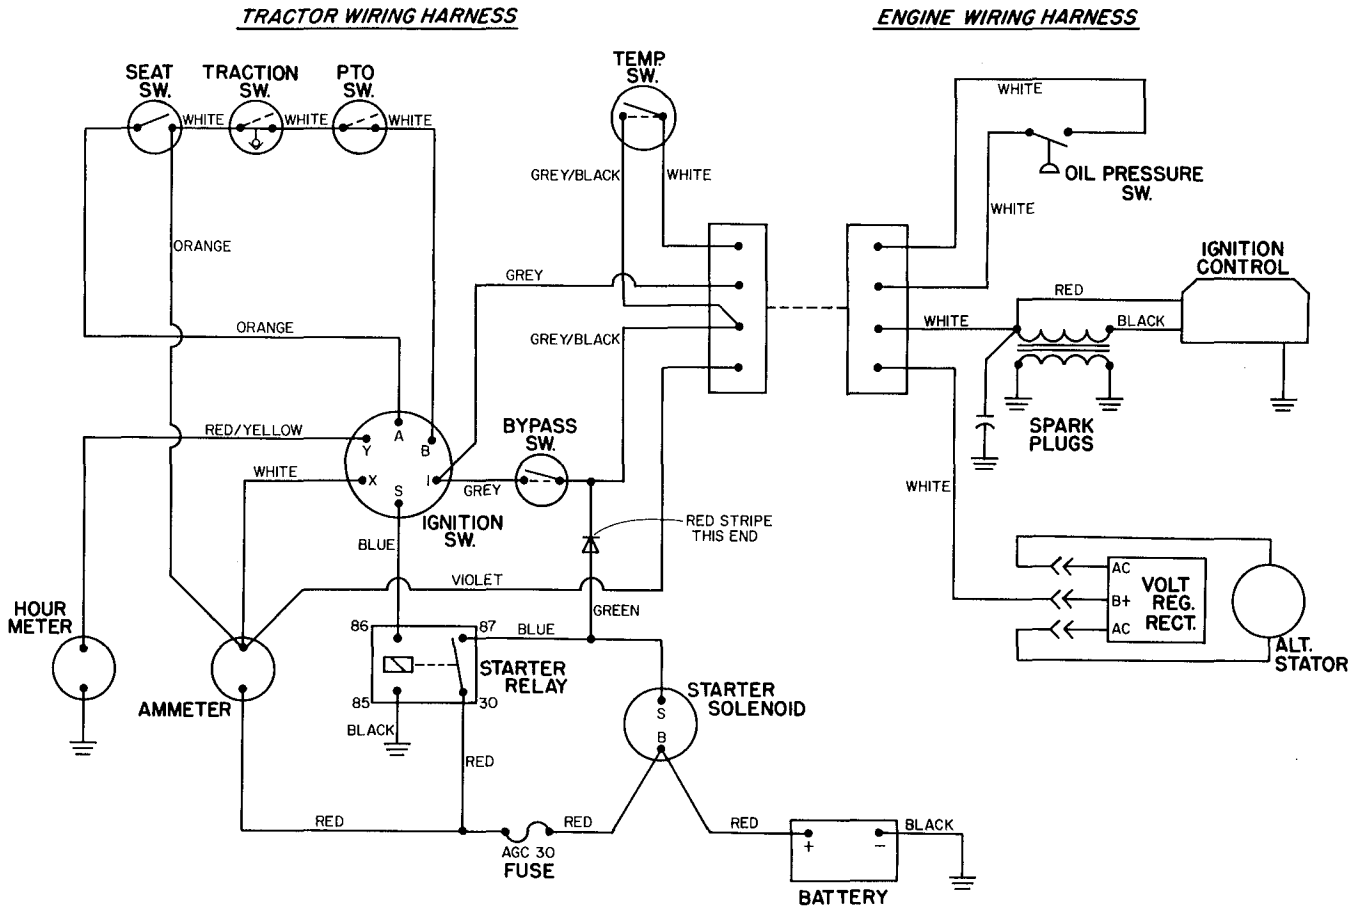 TRACTOR WIRING HARNESS
ENGINE WIRING HARNESS
SEAT
SW.
TRACTION
SW.
PTO
SW.
TEMP.
SW.
WHITE
WHITE
WHITE
WHITE
OIL PRESSURE
SW.
GREY/BLACK
WHITE
WHITE
ORANGE
IGNITION
CONTROL
GREY
RED
ORANGE
GREY/BLACK
WHITE
BLACK
RED/YELLOW
A
Y
B
BYPASS
SW.
SPARK
PLUGS
WHITE
X
S
I
GREY
IGNITION
SW.
WHITE
RED STRIPE
THIS END
BLUE
VIOLET
AC
B+
AC
VOLT
REG.
RECT.
GREEN
HOUR
METER
86
87
BLUE
ALT.
STATOR
STARTER
RELAY
85
30
AMMETER
BLACK
STARTER
SOLENOID
S
B
RED
RED
RED
RED
BLACK
AGC 30
FUSE
+
-
BATTERY